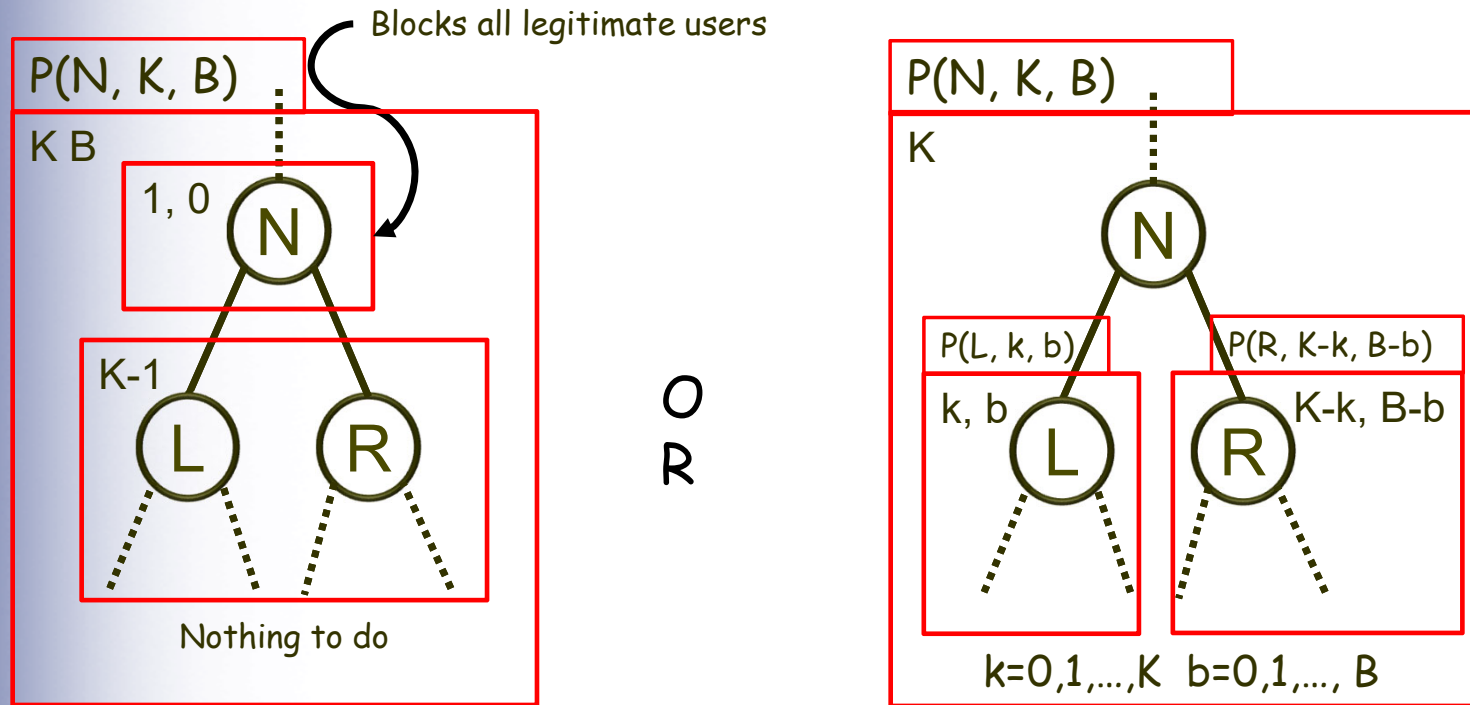 Blocks all legitimate users
P(N, K, B)
K B
1, 0
N
K-1
L
R
Nothing to do
O
R
P(N, K, B)
K
N
P(L, k, b)
P(R, K-k, B-b)
k, b
L
K-k, B-b
R
k=0,1,...,K b=0,1,..., B